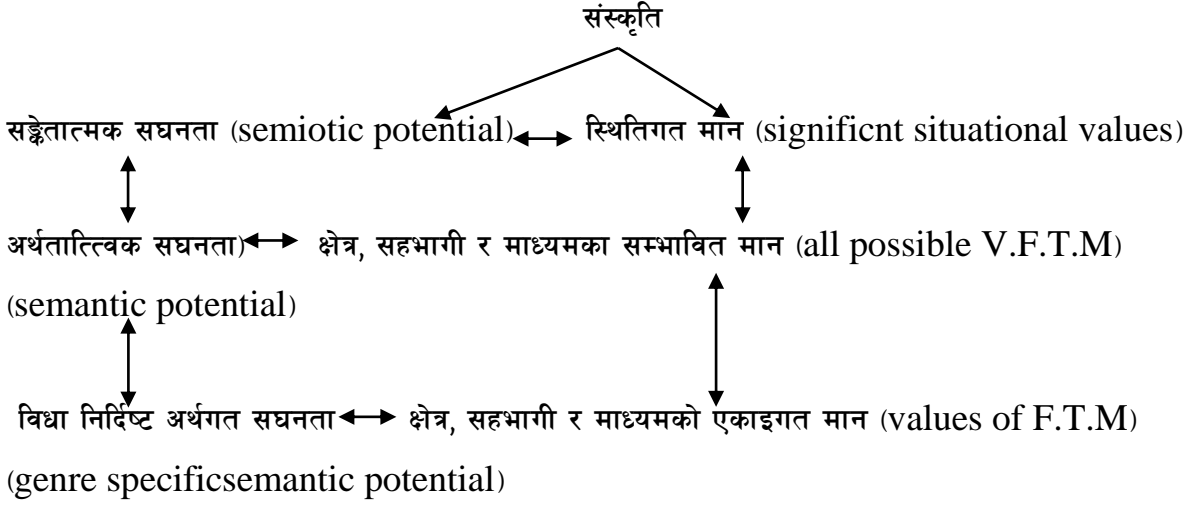 संस्कृति
सङ्केतात्मक सघनता (semiotic potential) स्थितिगत मान (significnt situational values)
अर्थतात्त्विक सघनता) क्षेत्र, सहभागी र माध्यमका सम्भावित मान (all possible V.F.T.M)
(semantic potential)
विधा निर्दिष्ट अर्थगत सघनता क्षेत्र, सहभागी र माध्यमको एकाइगत मान (values of F.T.M)
(genre specificsemantic potential)